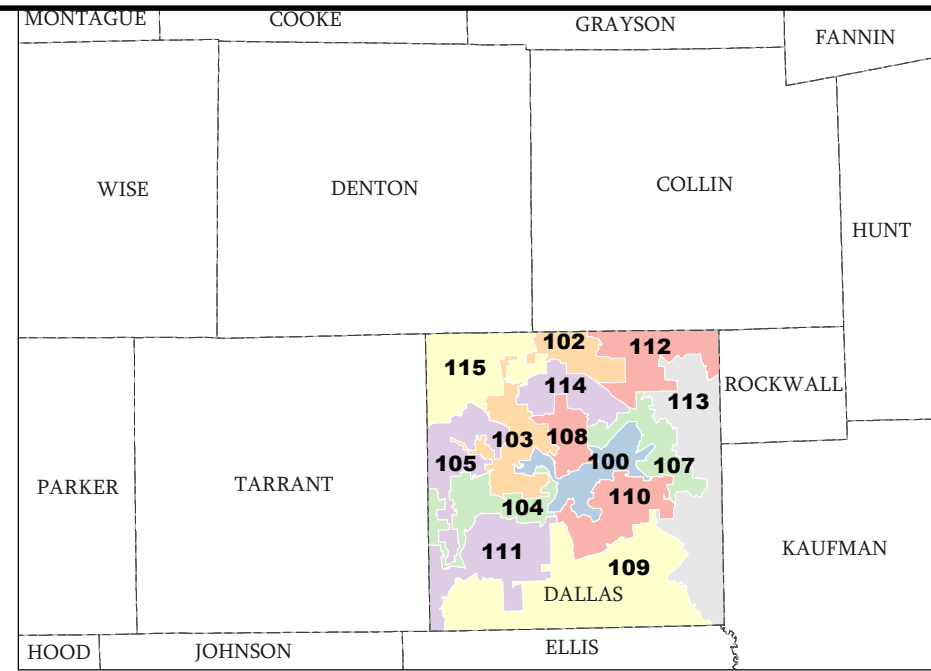 MONTAGUE
COOKE
GRAYSON
FANNIN
WISE
DENTON
COLLIN
HUNT
102
112
115
114
ROCKWALL
113
103
108
105
100
107
PARKER
TARRANT
110
104
111
KAUFMAN
109
DALLAS
HOOD
JOHNSON
ELLIS